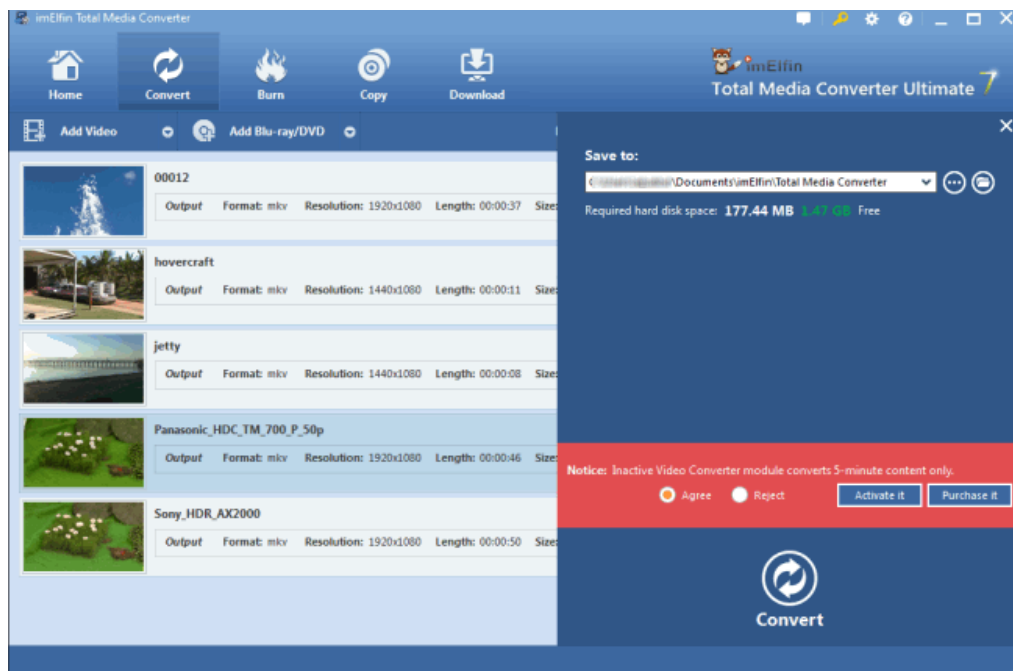 imElfin Total Media Converter
Home
Convert
Burn
Copy
Download
imElfin
Total Media Converter Ultimate 7
Add Video
Add Blu-ray/DVD
Save to:
\Documents\imElfin\Total Media Converter
Required hard disk space: 177.44 MB 1.47 GB Free
00012
Output Format: mkv Resolution: 1920x1080 Length: 00:00:37 Size:
hovercraft
Output Format: mkv Resolution: 1440x1080 Length: 00:00:11 Size:
jetty
Output Format: mkv Resolution: 1440x1080 Length: 00:00:08 Size:
Panasonic_HDC_TM_700_P_50p
Output Format: mkv Resolution: 1920x1080 Length: 00:00:46 Size:
Sony_HDR_AX2000
Output Format: mkv Resolution: 1920x1080 Length: 00:00:50 Size:
Notice: Inactive Video Converter module converts 5-minute content only.
Agree Reject Activate it Purchase it
Convert